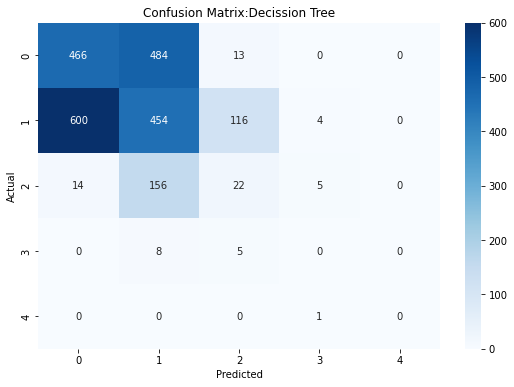 Confusion Matrix:Decission Tree
0 466 484 13 0 0
1 600 454 116 4 0
2 14 156 22 5 0
3 0 8 5 0 0
4 0 0 0 1 0
0 1 2 3 4
Predicted
Actual
600
500
400
300
200
100
0